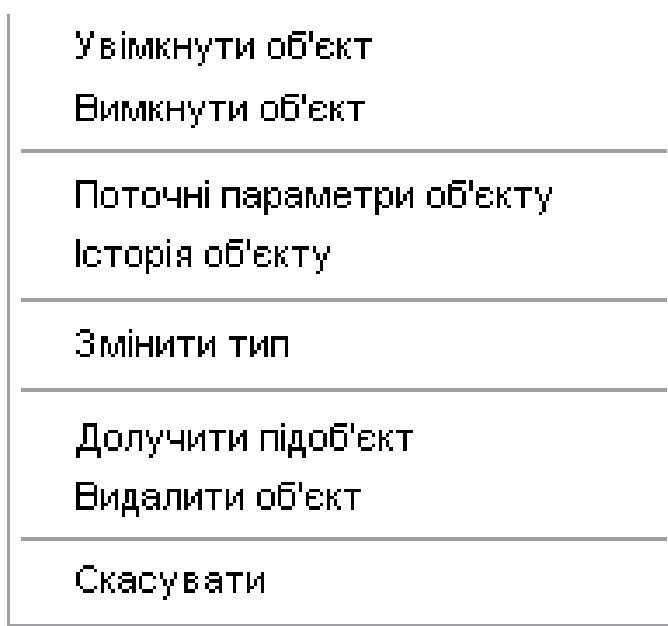 Увімкнути об'єкт
Вимкнути об'єкт
Поточні параметри об'єкту
Історія об'єкту
Змінити тип
Долучити підоб'єкт
Видалити об'єкт
Скасувати